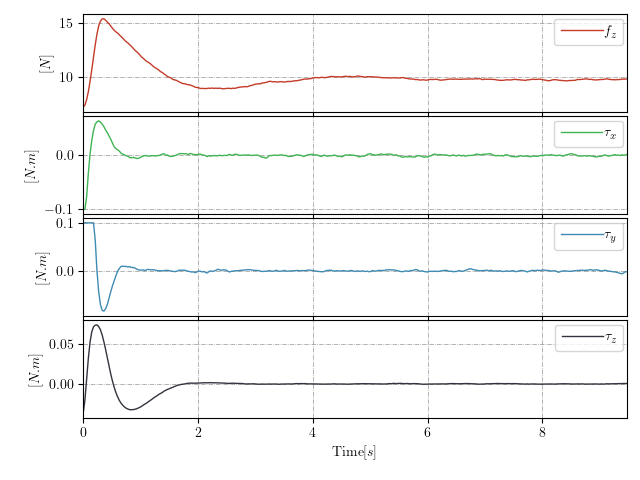 15
10
[N]
f_z
0.0
−0.1
[N.m]
τ_x
0.1
0.0
[N.m]
τ_y
0.05
0.00
[N.m]
τ_z
0 2 4 6 8
Time[s]